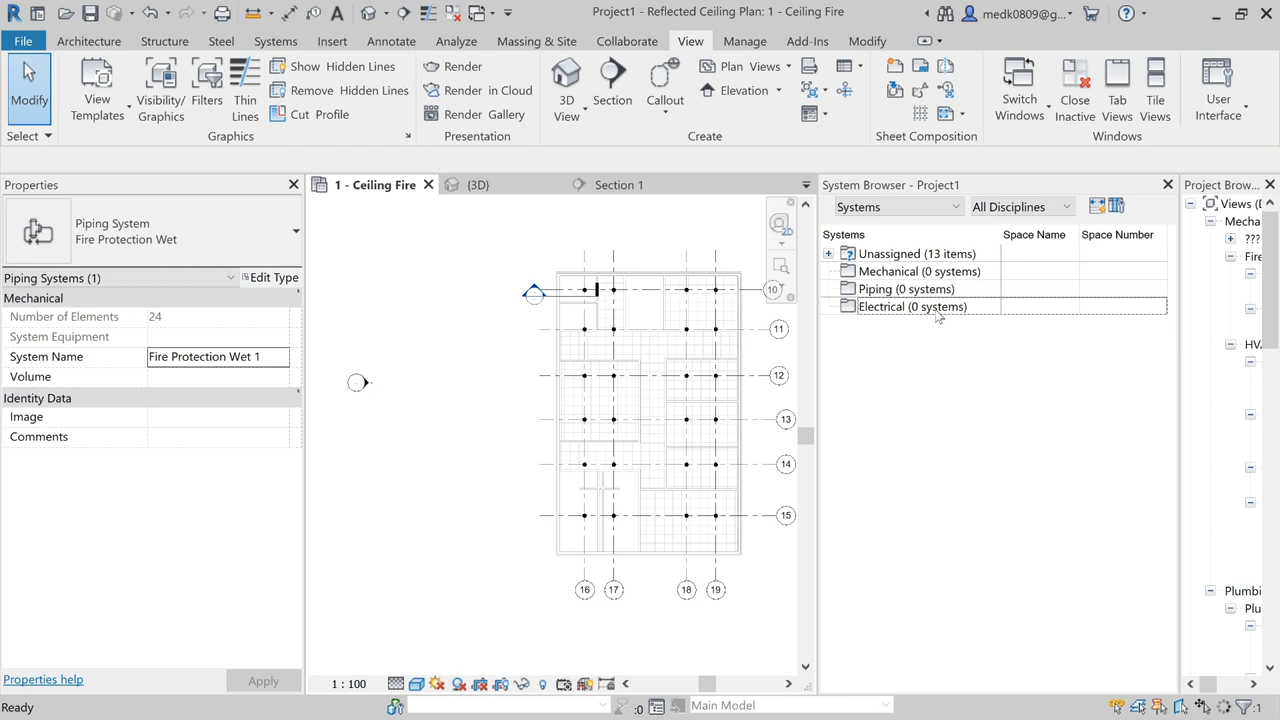 Project1 - Reflected Ceiling Plan: 1 - Ceiling Fire
medk0809@g...
File
Architecture
Structure
Steel
Systems
Insert
Annotate
Analyze
Massing & Site
Collaborate
View
Manage
Add-Ins
Modify
Modify
Select
View
Templates
Visibility/
Graphics
Filters
Thin
Lines
Show Hidden Lines
Remove Hidden Lines
Cut Profile
Graphics
Render
Render in Cloud
Render Gallery
Presentation
3D
View
Section
Callout
Plan Views
Elevation
Create
Sheet Composition
Switch
Windows
Close
Inactive
Tab
Views
Tile
Views
Windows
User
Interface
Properties
Piping System
Fire Protection Wet
Piping Systems (1)
Edit Type
Mechanical
Number of Elements 24
System Equipment
System Name Fire Protection Wet 1
Volume
Identity Data
Image
Comments
Properties help
Apply
1 - Ceiling Fire
{3D}
Section 1
2D
10
11
12
13
14
15
16
17
18
19
1 : 100
System Browser - Project1
Systems
All Disciplines
Systems Space Name Space Number
Unassigned (13 items)
Mechanical (0 systems)
Piping (0 systems)
Electrical (0 systems)
Project Brow...
Views (D
Mecha
???
Fire
HVA
Plumbi
Plu
Ready
:0
Main Model
:1